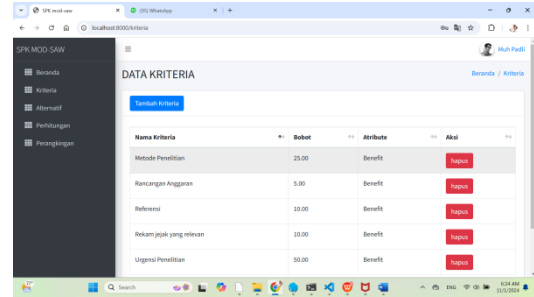 SPK mod-saw
(55) WhatsApp
localhost:8000/kriteria
SPK MOD-SAW
Muh Padli
Beranda
Kriteria
Alternatif
Perhitungan
Perangkingan
DATA KRITERIA
Beranda / Kriteria
Tambah Kriteria
Nama Kriteria Bobot Atribute Aksi
Metode Penelitian 25.00 Benefit hapus
Rancangan Anggaran 5.00 Benefit hapus
Referensi 10.00 Benefit hapus
Rekam jejak yang relevan 10.00 Benefit hapus
Urgensi Penelitian 50.00 Benefit hapus
Search
ENG
6:34 AM
11/1/2024